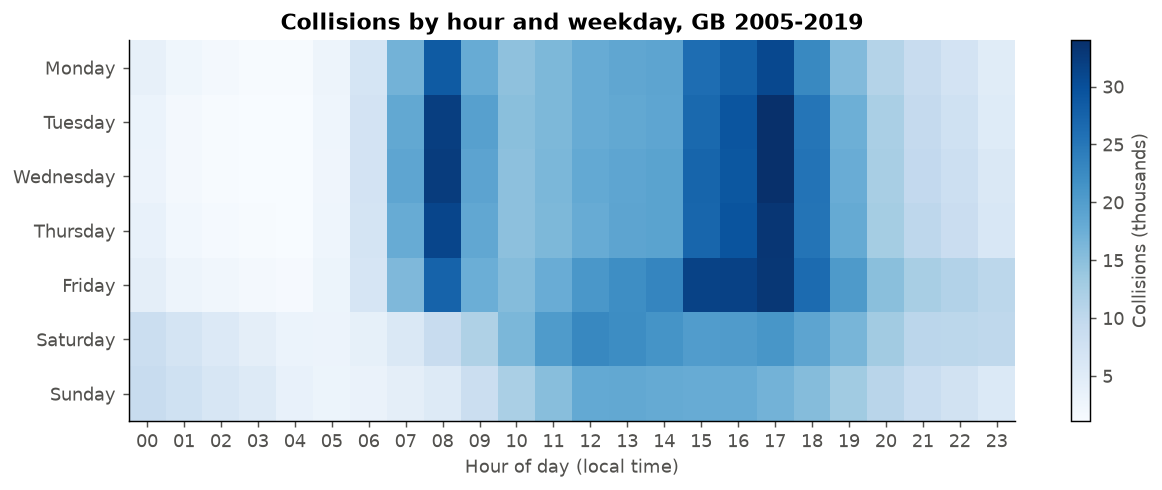 Collisions by hour and weekday, GB 2005-2019
Monday
Tuesday
Wednesday
Thursday
Friday
Saturday
Sunday
00 01 02 03 04 05 06 07 08 09 10 11 12 13 14 15 16 17 18 19 20 21 22 23
Hour of day (local time)
30
25
20
15
10
5
Collisions (thousands)